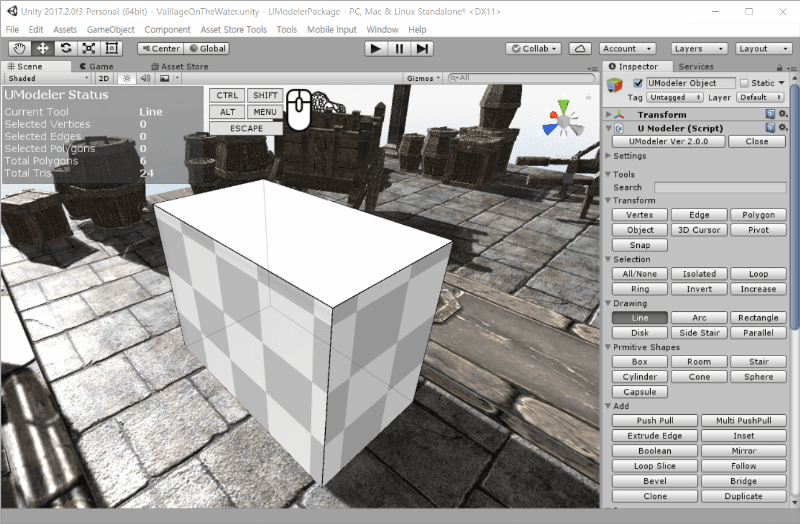 Unity 2017.2.0f3 Personal (64bit) - VaillageOnTheWater.unity - UModelerPackage - PC, Mac & Linux Standalone* <DX11>
File Edit Assets GameObject Component Asset Store Tools Tools Mobile Input Window Help
Center Global Collab Account Layers Layout
Scene Game Asset Store
Shaded 2D Gizmos All
UModeler Status
Current Tool Line
Selected Vertices 0
Selected Edges 0
Selected Polygons 0
Total Polygons 6
Total Tris 24
CTRL SHIFT
ALT MENU
ESCAPE
Inspector Services
UModeler Object Static
Tag Untagged Layer Default
Transform
U Modeler (Script)
UModeler Ver 2.0.0 Close
Settings
Tools
Search
Transform
Vertex Edge Polygon
Object 3D Cursor Pivot
Snap
Selection
All/None Isolated Loop
Ring Invert Increase
Drawing
Line Arc Rectangle
Disk Side Stair Parallel
Prmitive Shapes
Box Room Stair
Cylinder Cone Sphere
Capsule
Add
Push Pull Multi PushPull
Extrude Edge Inset
Boolean Mirror
Loop Slice Follow
Bevel Bridge
Clone Duplicate